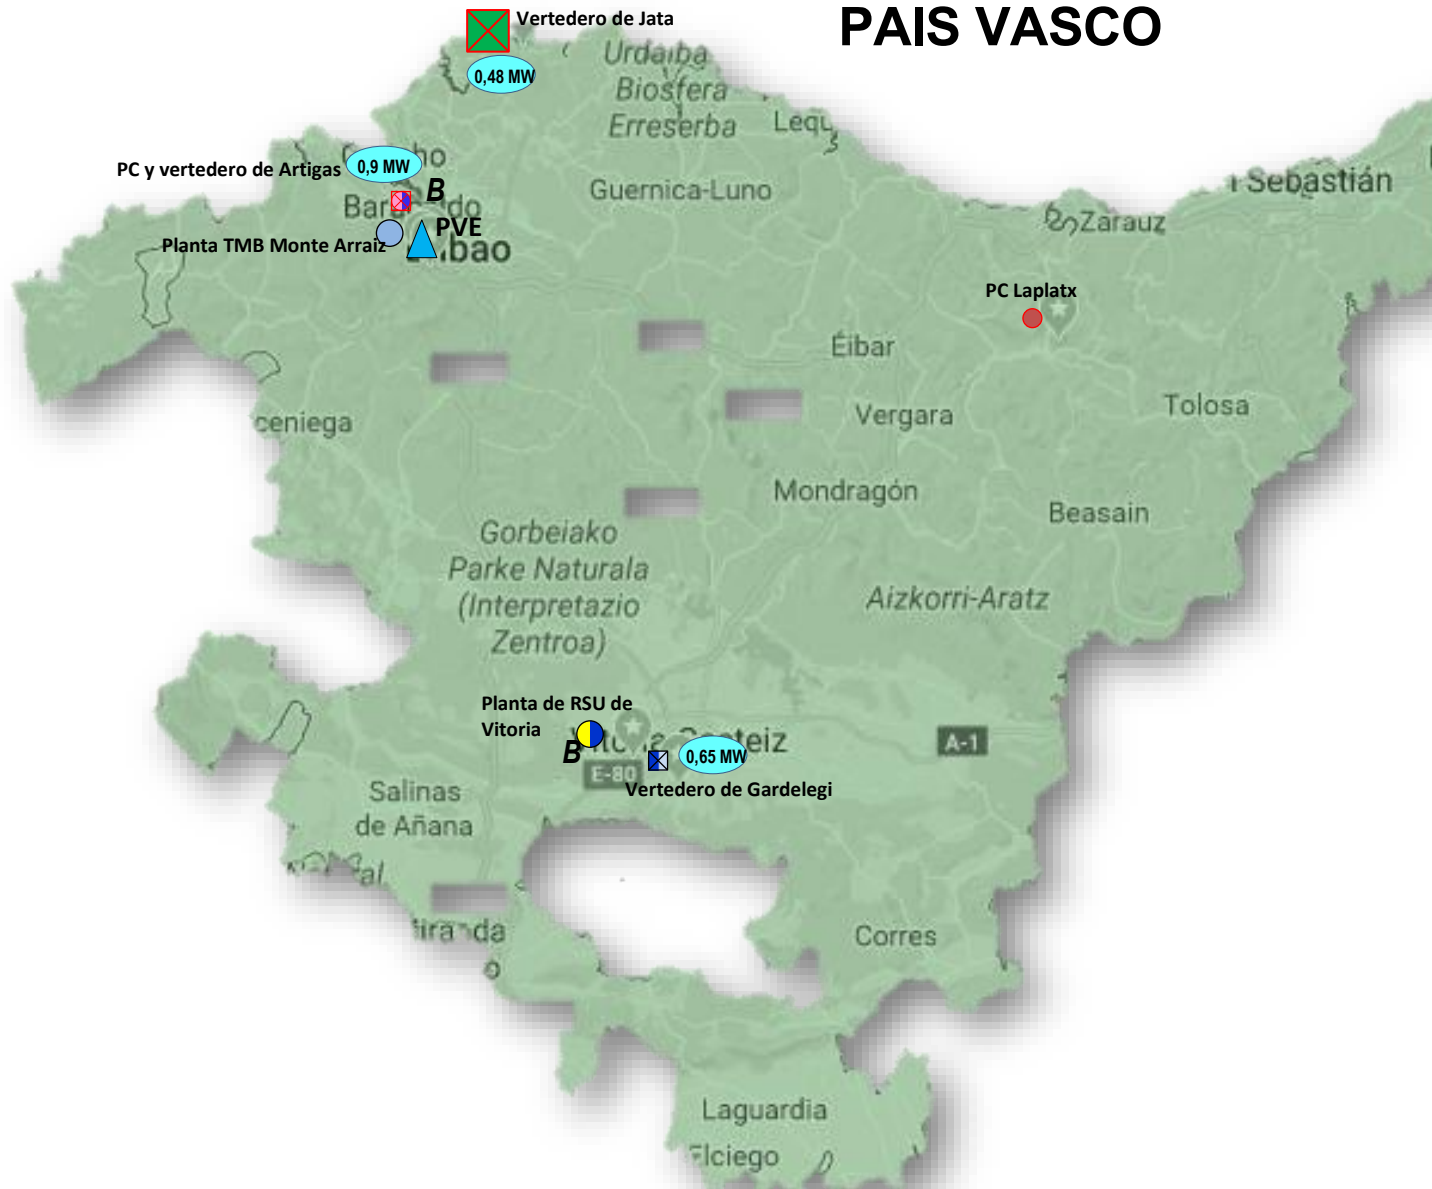 PAIS VASCO
Vertedero de Jata
0,48 MW
Urdaiba
Biosfera
Erreserba
PC y vertedero de Artigas
0,9 MW
B
Guernica-Luno
Sebastián
Zarauz
Planta TMB Monte Arraiz
PVE
PC Laplatx
Éibar
Vergara
Tolosa
Mondragón
Beasain
Gorbeiako
Parke Naturala
(Interpretazio
Zentroa)
Aizkorri-Aratz
Planta de RSU de
Vitoria
B
A-1
0,65 MW
E-80
Vertedero de Gardelegi
Salinas
de Añana
Corres
Laguardia
Elciego